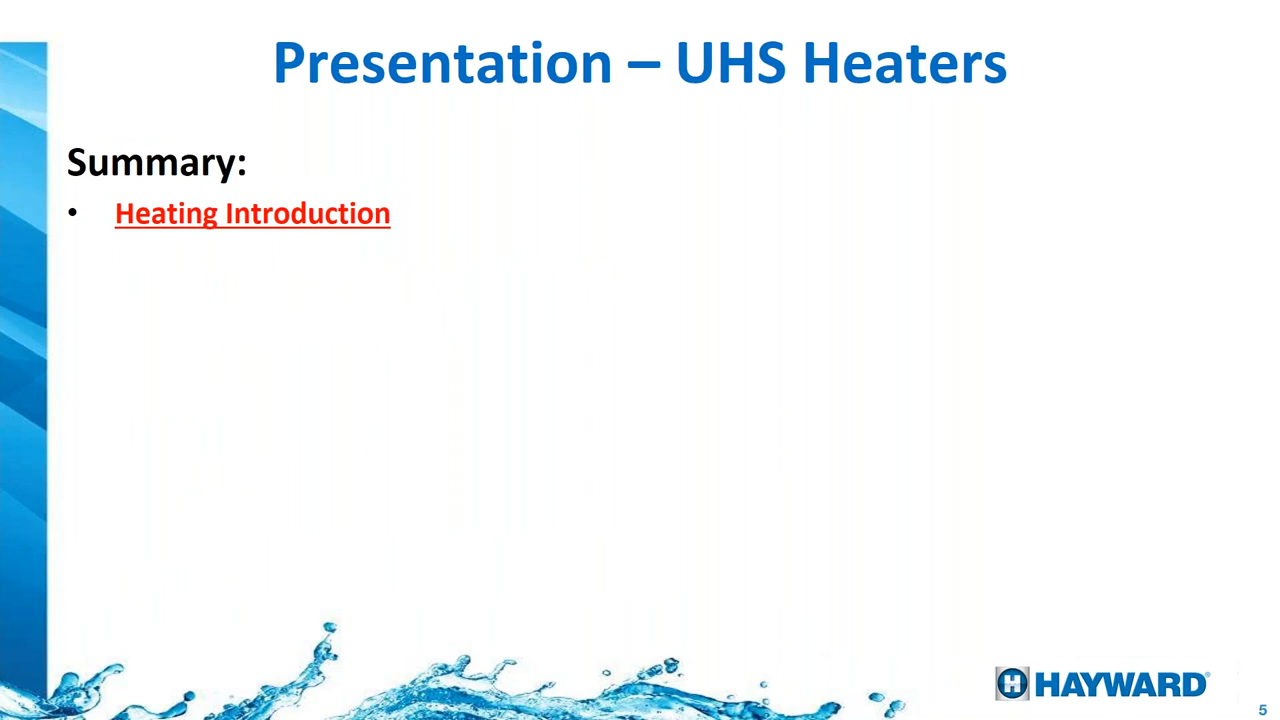 Presentation – UHS Heaters
Summary:
• Heating Introduction
HAYWARD®
5